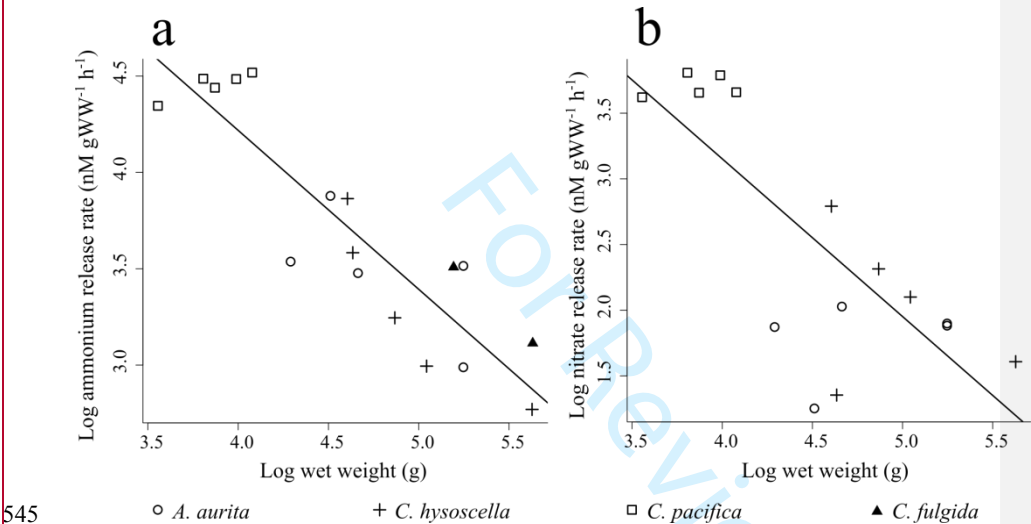 a
b
Log ammonium release rate (nM gWW-1 h-1)
4.5
4.0
3.5
3.0
3.5 4.0 4.5 5.0 5.5
Log wet weight (g)
Log nitrate release rate (nM gWW-1 h-1)
3.5
3.0
2.5
2.0
1.5
3.5 4.0 4.5 5.0 5.5
Log wet weight (g)
For Revie
545
A. aurita
C. hysoscella
C. pacifica
C. fulgida